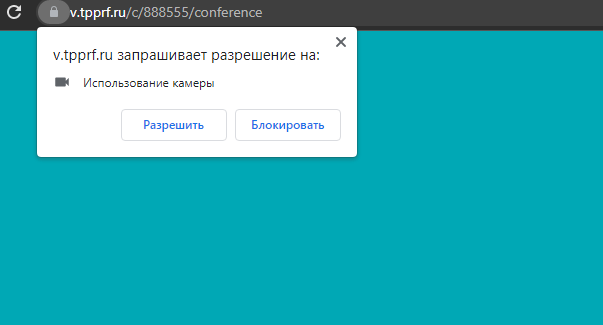 v.tpprf.ru/c/888555/conference
v.tpprf.ru запрашивает разрешение на:
Использование камеры
Разрешить Блокировать